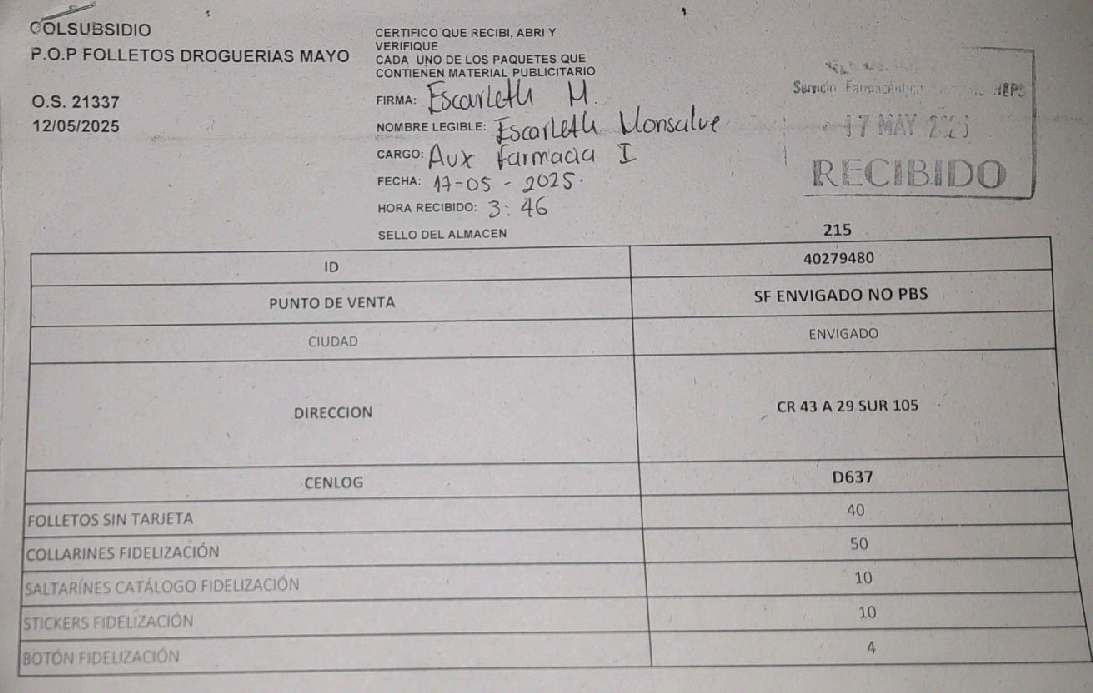 COLSUBSIDIO
P.O.P FOLLETOS DROGUERIAS MAYO
O.S. 21337
12/05/2025
CERTIFICO QUE RECIBI, ABRI Y
VERIFIQUE
CADA UNO DE LOS PAQUETES QUE
CONTIENEN MATERIAL PUBLICITARIO
FIRMA: Escarleth M.
NOMBRE LEGIBLE: Escarleth Monsalve
CARGO: Aux Farmacia I
FECHA: 17-05-2025.
HORA RECIBIDO: 3:46
SELLO DEL ALMACEN
17 MAY
RECIBIDO
215
ID 40279480
PUNTO DE VENTA SF ENVIGADO NO PBS
CIUDAD ENVIGADO
DIRECCION CR 43 A 29 SUR 105
CENLOG D637
FOLLETOS SIN TARJETA 40
COLLARINES FIDELIZACIÓN 50
SALTARÍNES CATÁLOGO FIDELIZACIÓN 10
STICKERS FIDELIZACIÓN 10
BOTÓN FIDELIZACIÓN 4